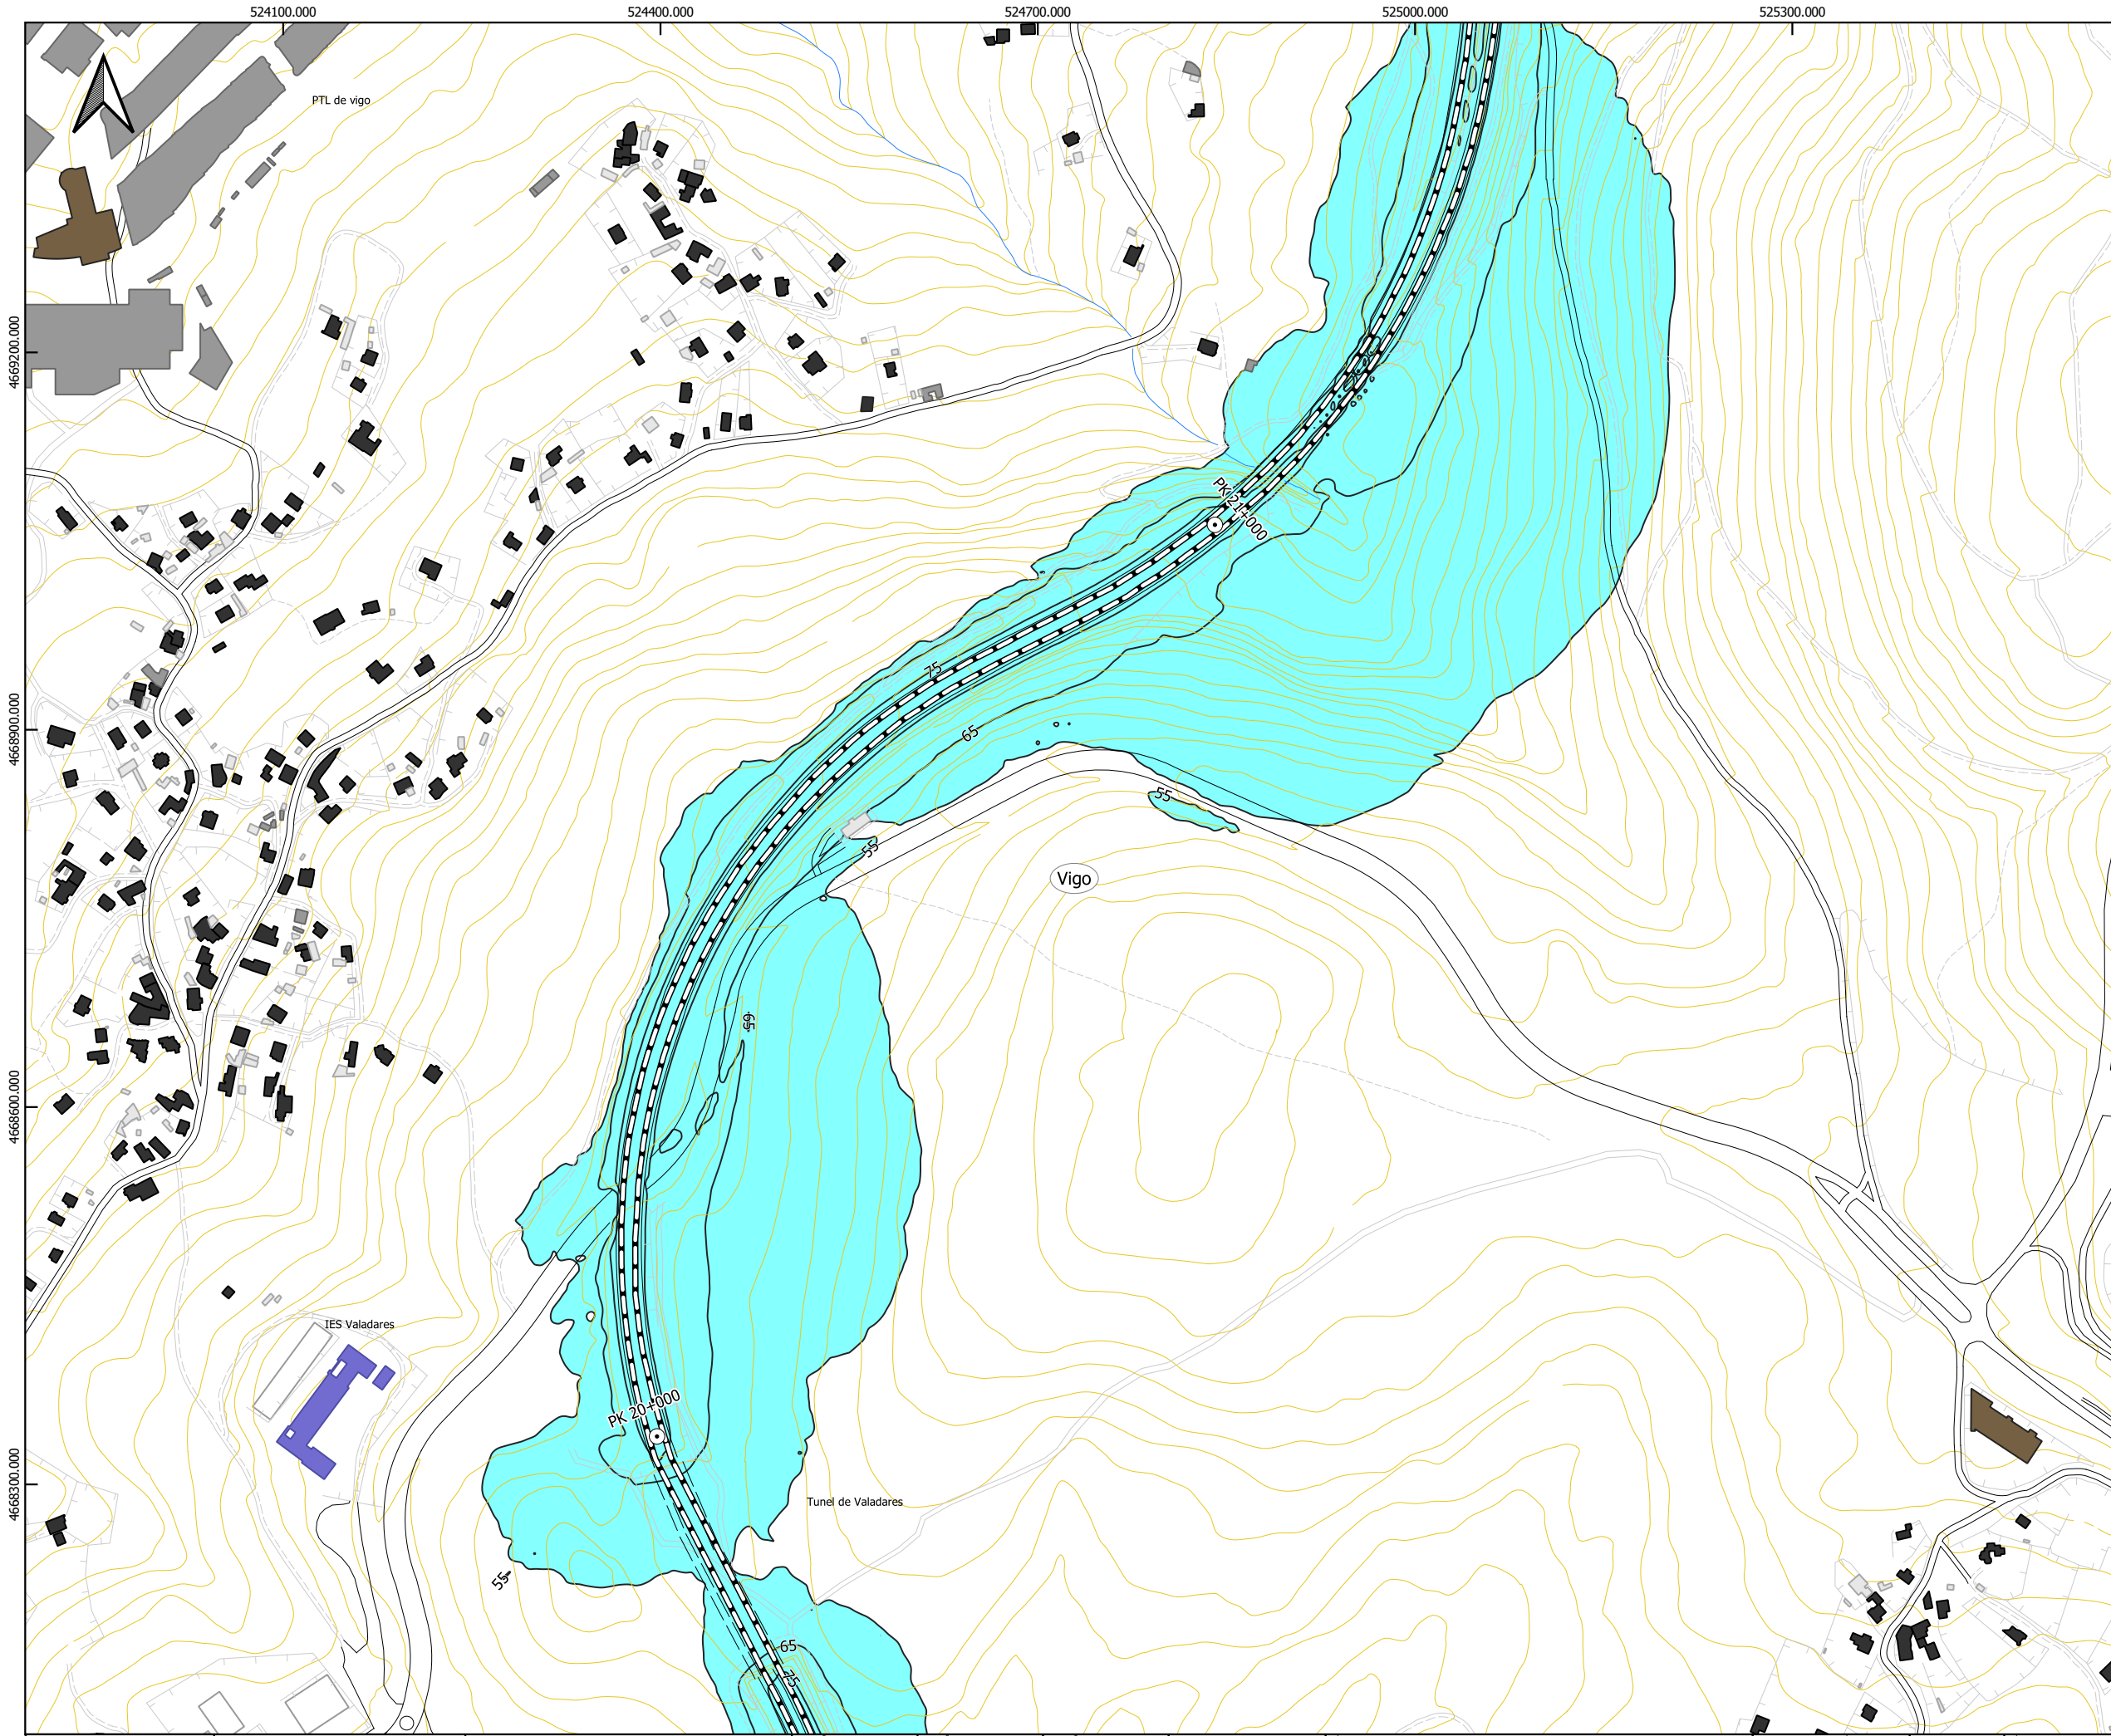 524100.000
524400.000
524700.000
525000.000
525300.000
PTL de vigo
4669200.000
PK 21+000
75
4668900.000
65
55
55
Vigo
65
4668600.000
IES Valadares
PK 20+000
4668300.000
Tunel de Valadares
55
65
75